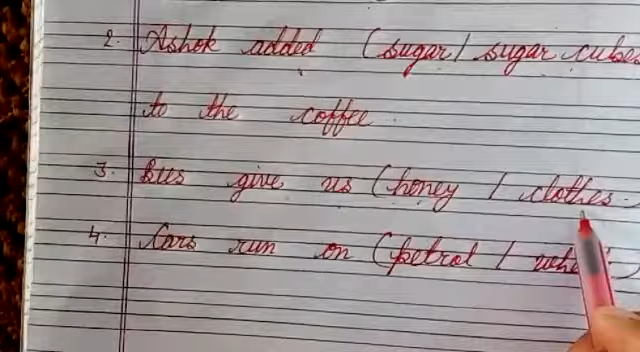 2. Ashok added (sugar / sugar cubes
to the coffee.
3. Bees give us (honey / clothes.)
4. Cars run on (petrol /